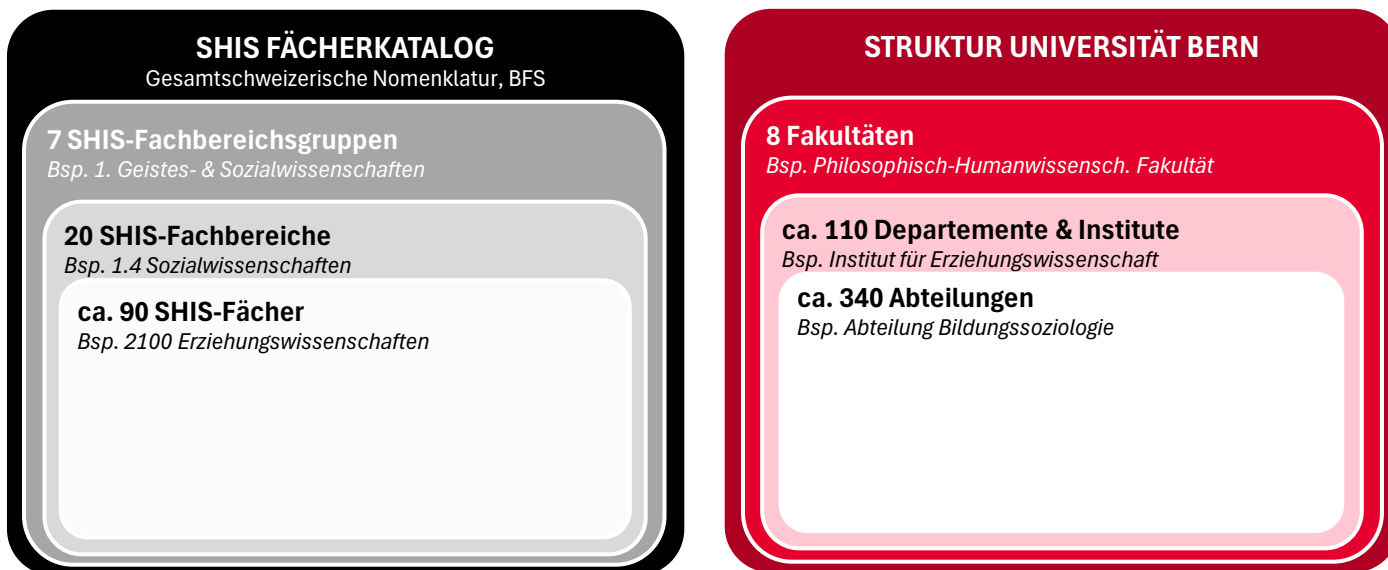 SHIS FÄCHERKATALOG
Gesamtschweizerische Nomenklatur, BFS
7 SHIS-Fachbereichsgruppen
Bsp. 1. Geistes- & Sozialwissenschaften
20 SHIS-Fachbereiche
Bsp. 1.4 Sozialwissenschaften
ca. 90 SHIS-Fächer
Bsp. 2100 Erziehungswissenschaften
STRUKTUR UNIVERSITÄT BERN
8 Fakultäten
Bsp. Philosophisch-Humanwissensch. Fakultät
ca. 110 Departemente & Institute
Bsp. Institut für Erziehungswissenschaft
ca. 340 Abteilungen
Bsp. Abteilung Bildungssoziologie